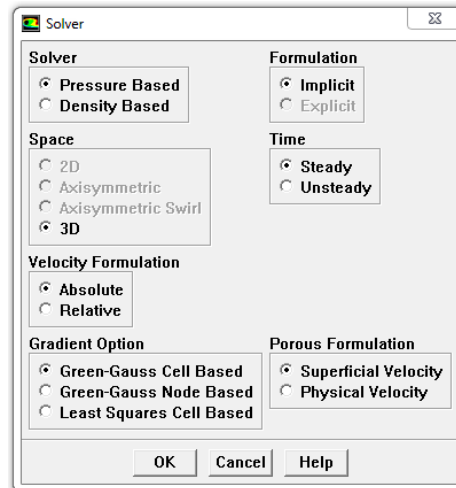 Solver
Solver
Pressure Based
Density Based
Formulation
Implicit
Explicit
Space
2D
Axisymmetric
Axisymmetric Swirl
3D
Time
Steady
Unsteady
Velocity Formulation
Absolute
Relative
Gradient Option
Green-Gauss Cell Based
Green-Gauss Node Based
Least Squares Cell Based
Porous Formulation
Superficial Velocity
Physical Velocity
OK
Cancel
Help